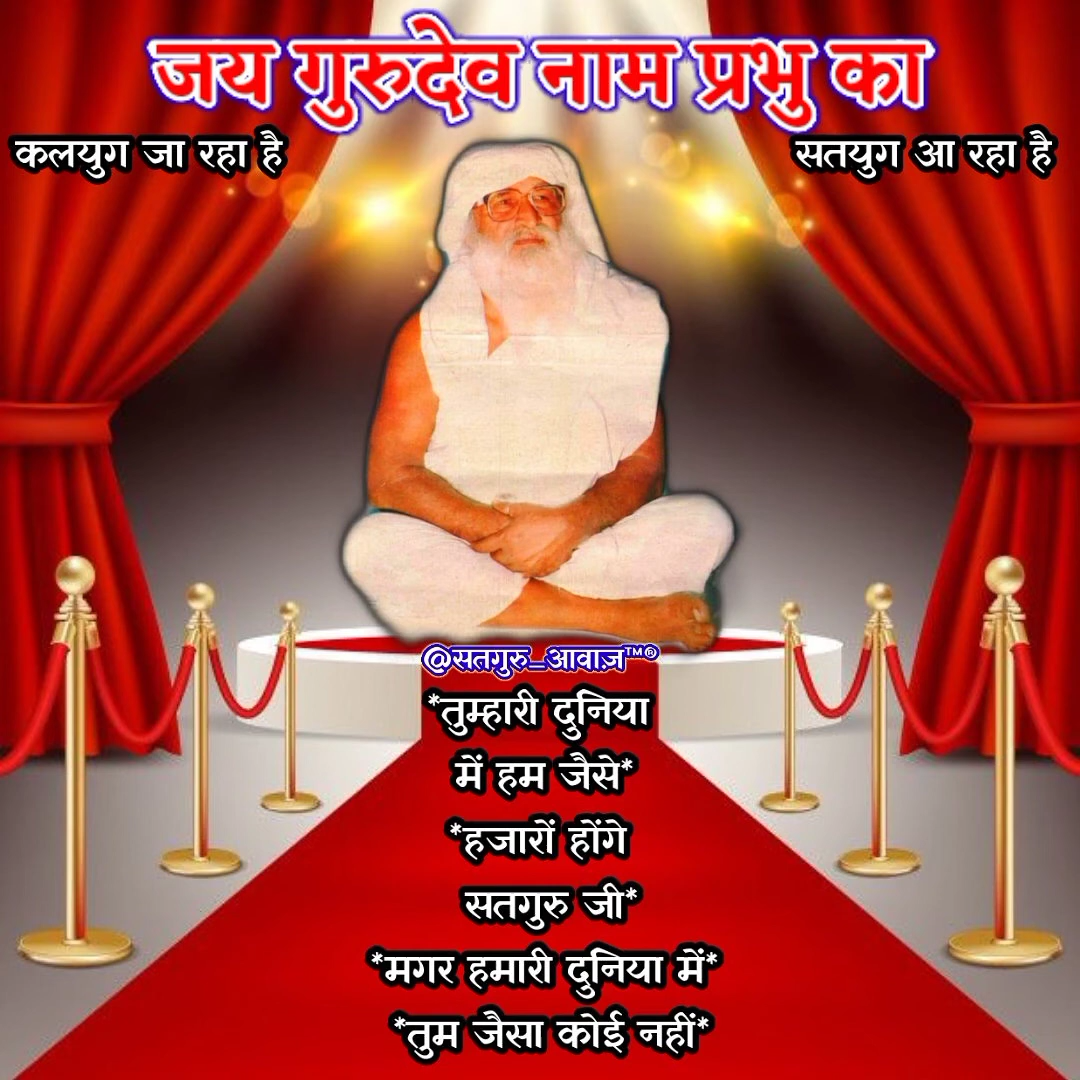 जय गुरुदेव नाम प्रभु का
कलयुग जा रहा है
सतयुग आ रहा है
@सतगुरु_आवाज़™®
*तुम्हारी दुनिया
में हम जैसे*
*हजारों होंगे
सतगुरु जी*
*मगर हमारी दुनिया में*
*तुम जैसा कोई नहीं*